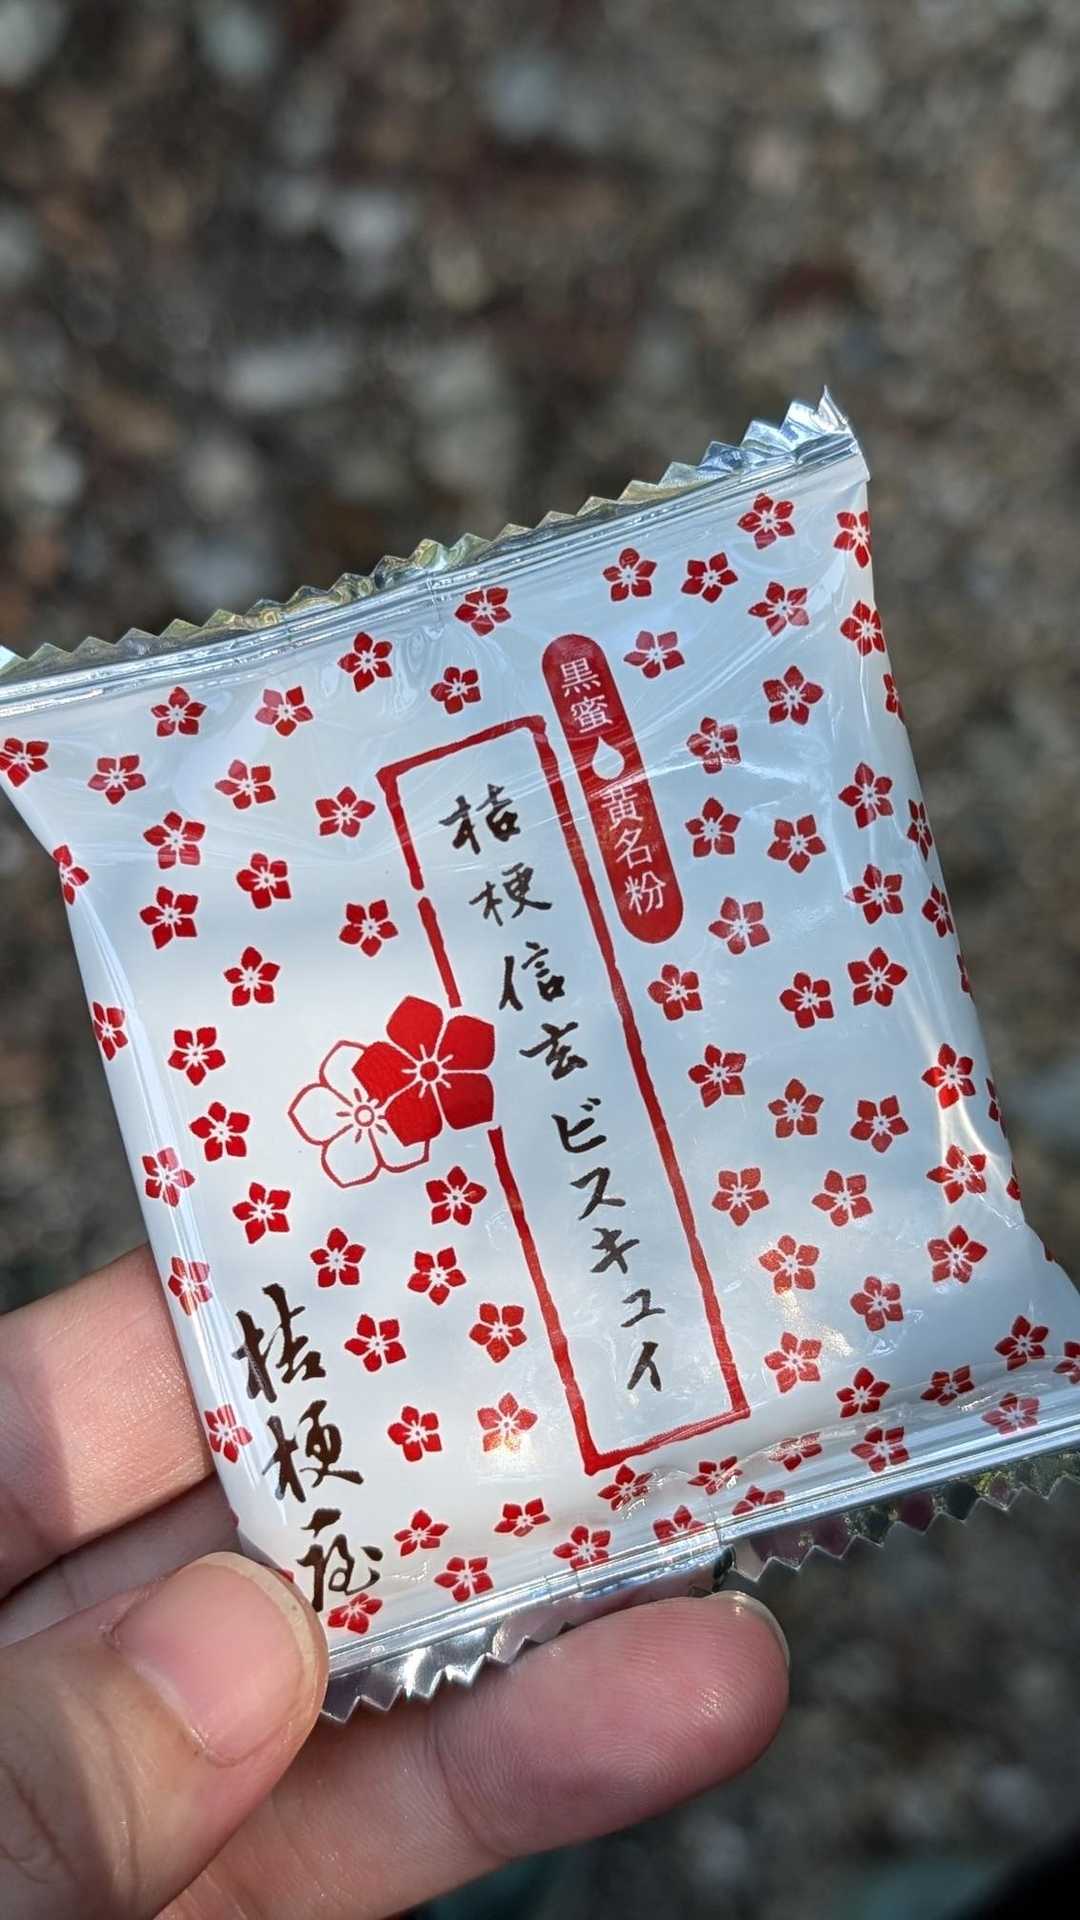 黒蜜 黄名粉
桔梗信玄ビスキュイ
桔梗屋